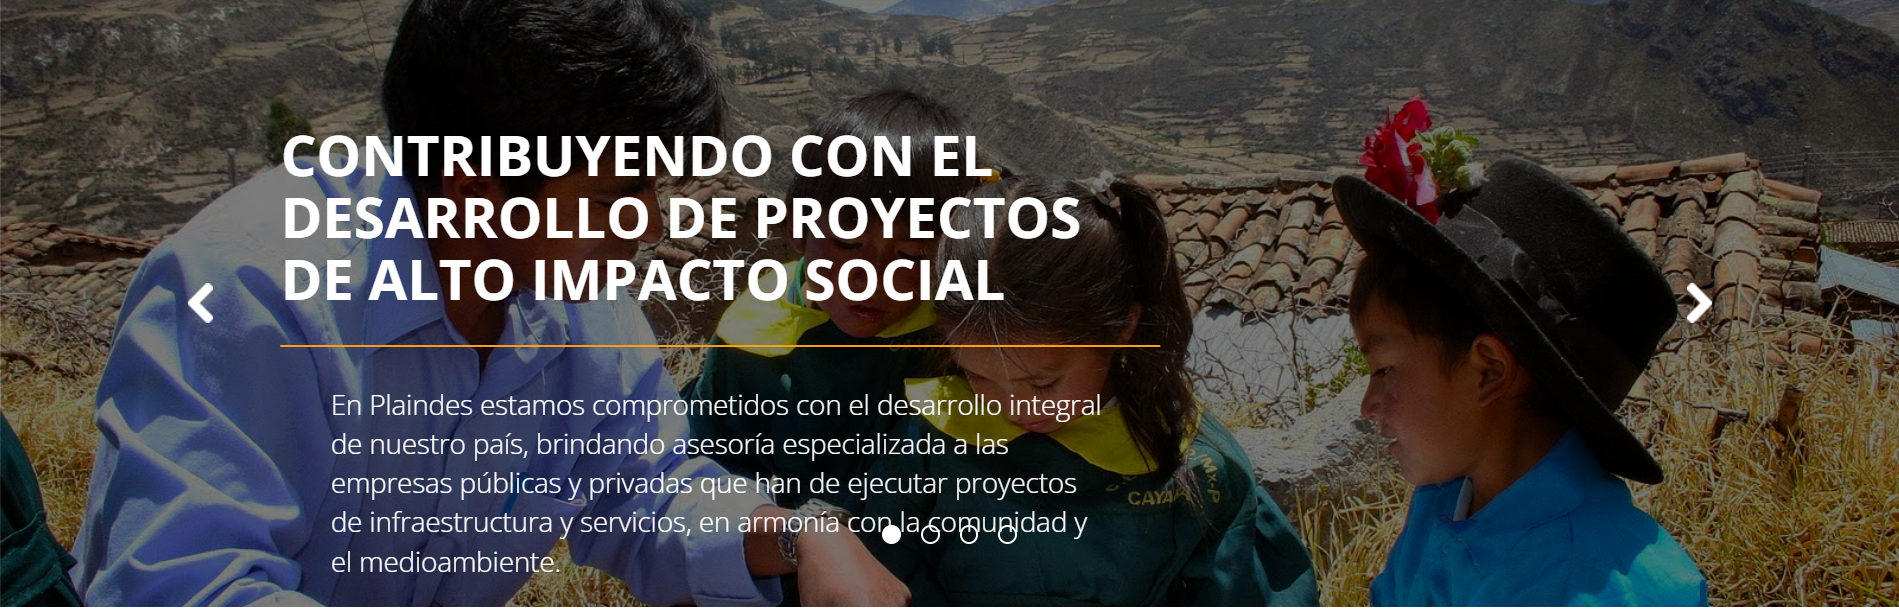 CONTRIBUYENDO CON EL
DESARROLLO DE PROYECTOS
DE ALTO IMPACTO SOCIAL
En Plaindes estamos comprometidos con el desarrollo integral
de nuestro país, brindando asesoría especializada a las
empresas públicas y privadas que han de ejecutar proyectos
de infraestructura y servicios, en armonía con la comunidad y
el medioambiente.